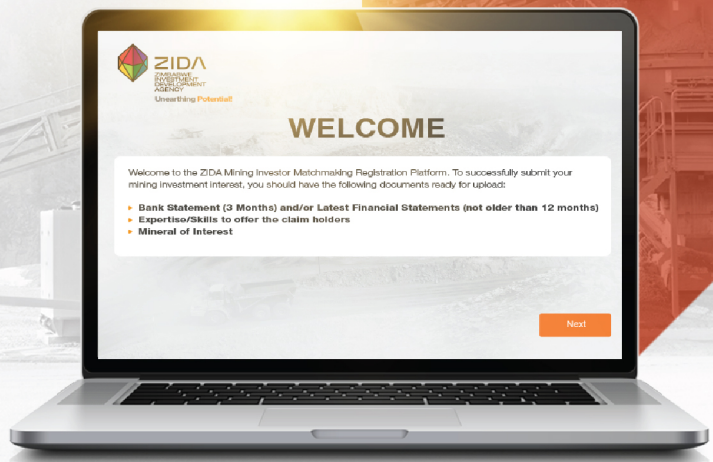 ZIDA
ZIMBABWE
INVESTMENT
DEVELOPMENT
AGENCY
Unearthing Potential!
WELCOME
Welcome to the ZIDA Mining Investor Matchmaking Registration Platform. To successfully submit your
mining investment interest, you should have the following documents ready for upload:
▸ Bank Statement (3 Months) and/or Latest Financial Statements (not older than 12 months)
▸ Expertise/Skills to offer the claim holders
▸ Mineral of Interest
Next